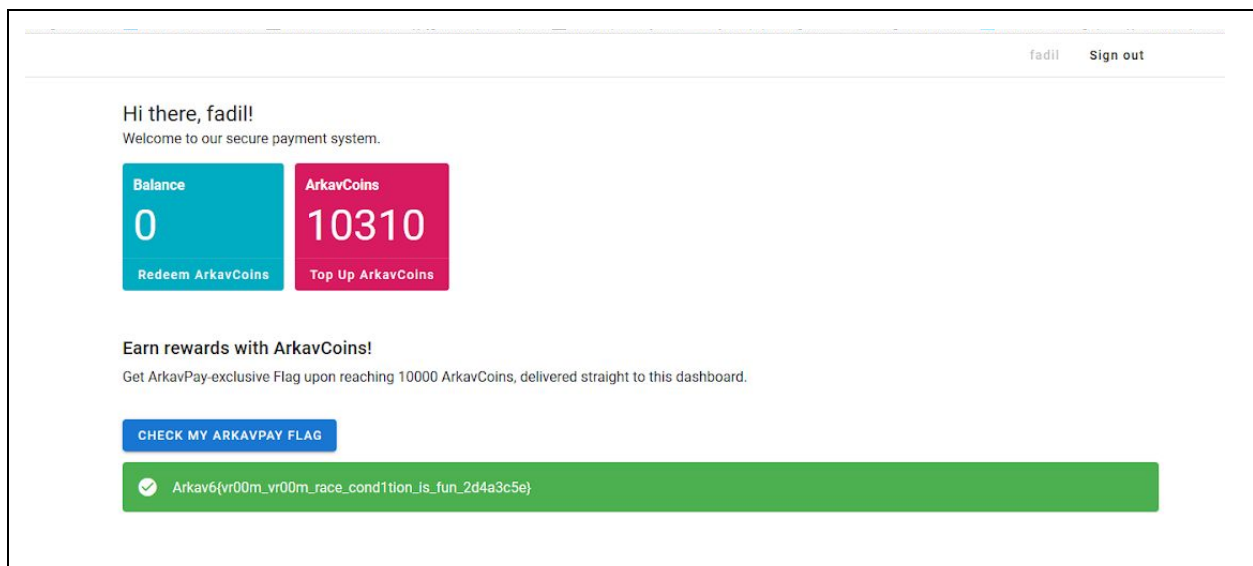 fadil Sign out
Hi there, fadil!
Welcome to our secure payment system.
Balance ArkavCoins
0 10310
Redeem ArkavCoins Top Up ArkavCoins
Earn rewards with ArkavCoins!
Get ArkavPay-exclusive Flag upon reaching 10000 ArkavCoins, delivered straight to this dashboard.
CHECK MY ARKAVPAY FLAG
Arkav6{vr00m_vr00m_race_cond1tion_is_fun_2d4a3c5e}